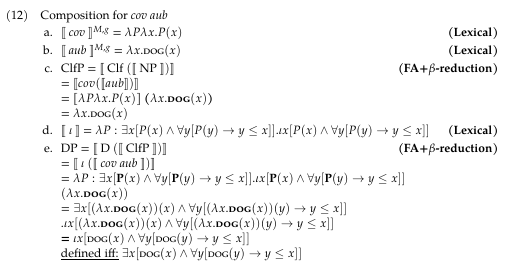 (12) Composition for cov aub
a. ⟦ cov ⟧ᴹ,ᵍ = λPλx.P(x) (Lexical)
b. ⟦ aub ⟧ᴹ,ᵍ = λx.DOG(x) (Lexical)
c. ClfP = ⟦ Clf (⟦ NP ⟧)⟧ (FA+β-reduction)
= ⟦cov(⟦aub⟧)⟧
= [λPλx.P(x)] (λx.DOG(x))
= λx.DOG(x)
d. ⟦ ι ⟧ = λP : ∃x[P(x) ∧ ∀y[P(y) → y ≤ x]].ιx[P(x) ∧ ∀y[P(y) → y ≤ x]] (Lexical)
e. DP = ⟦ D (⟦ ClfP ⟧)⟧ (FA+β-reduction)
= ⟦ ι (⟦ cov aub ⟧)⟧
= λP : ∃x[P(x) ∧ ∀y[P(y) → y ≤ x]].ιx[P(x) ∧ ∀y[P(y) → y ≤ x]]
(λx.DOG(x))
= ∃x[(λx.DOG(x))(x) ∧ ∀y[(λx.DOG(x))(y) → y ≤ x]]
.ιx[(λx.DOG(x))(x) ∧ ∀y[(λx.DOG(x))(y) → y ≤ x]]
= ιx[DOG(x) ∧ ∀y[DOG(y) → y ≤ x]]
defined iff: ∃x[DOG(x) ∧ ∀y[DOG(y) → y ≤ x]]